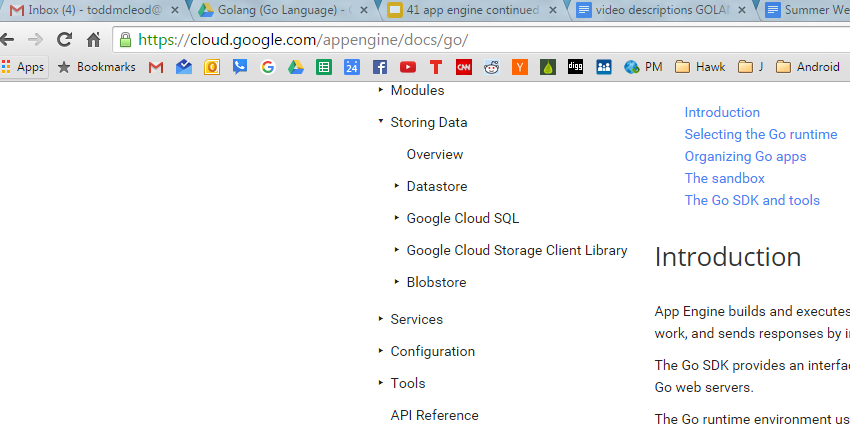 Inbox (4) - toddmcleod@
Golang (Go Language) -
41 app engine continued
video descriptions GOLAN
Summer We
https://cloud.google.com/appengine/docs/go/
Apps
Bookmarks
24
T
CNN
Y
digg
PM
Hawk
J
Android
Modules
Storing Data
Overview
Datastore
Google Cloud SQL
Google Cloud Storage Client Library
Blobstore
Services
Configuration
Tools
API Reference
Introduction
Selecting the Go runtime
Organizing Go apps
The sandbox
The Go SDK and tools
Introduction
App Engine builds and executes
work, and sends responses by i
The Go SDK provides an interfa
Go web servers.
The Go runtime environment us